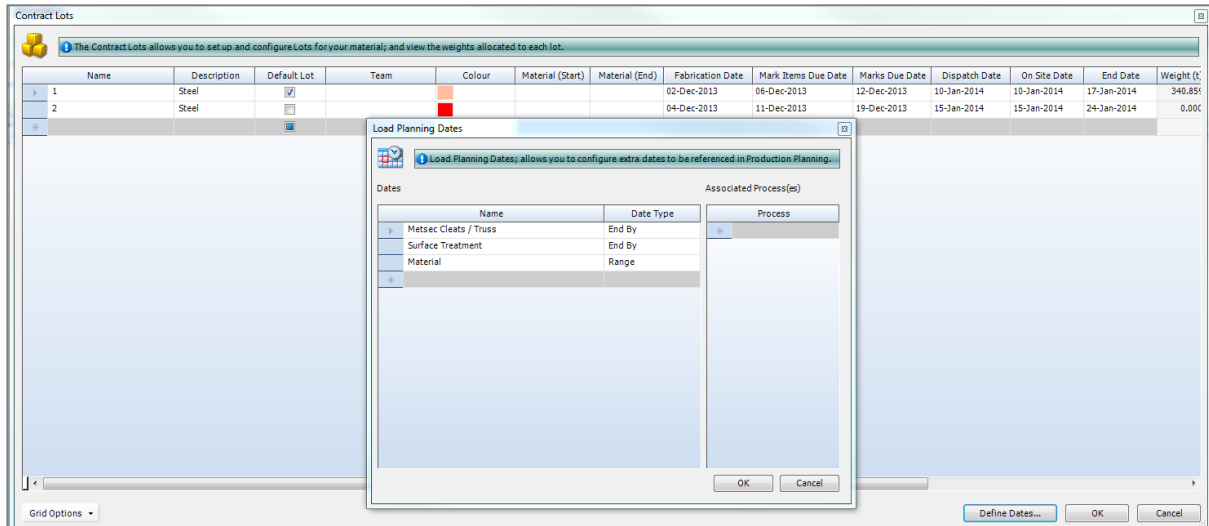 Contract Lots
The Contract Lots allows you to set up and configure Lots for your material; and view the weights allocated to each lot.
Name Description Default Lot Team Colour Material (Start) Material (End) Fabrication Date Mark Items Due Date Marks Due Date Dispatch Date On Site Date End Date Weight (t)
1 Steel 02-Dec-2013 06-Dec-2013 12-Dec-2013 10-Jan-2014 10-Jan-2014 17-Jan-2014 340.859
2 Steel 04-Dec-2013 11-Dec-2013 19-Dec-2013 15-Jan-2014 15-Jan-2014 24-Jan-2014 0.000
Load Planning Dates
Load Planning Dates; allows you to configure extra dates to be referenced in Production Planning.
Dates Associated Process(es)
Name Date Type Process
Metsec Cleats / Truss End By
Surface Treatment End By
Material Range
OK Cancel
Grid Options Define Dates... OK Cancel